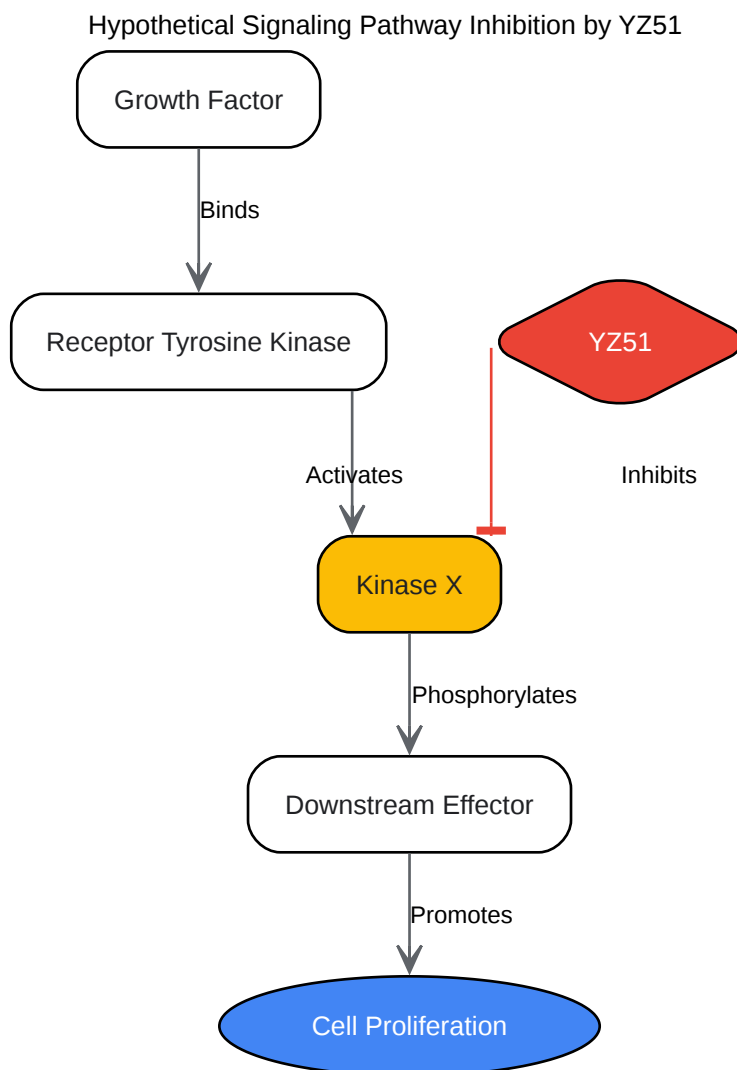 Hypothetical Signaling Pathway Inhibition by YZ51
Growth Factor
Binds
Receptor Tyrosine Kinase
YZ51
Activates
Inhibits
Kinase X
Phosphorylates
Downstream Effector
Promotes
Cell Proliferation